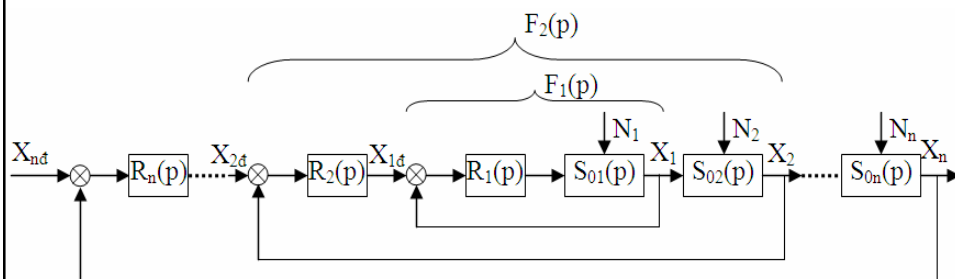 F₂(p)
F₁(p)
N₁ N₂ Nₙ
Xₙđ X₂đ X₁đ X₁ X₂ Xₙ
Rₙ(p) R₂(p) R₁(p) S₀₁(p) S₀₂(p) S₀ₙ(p)